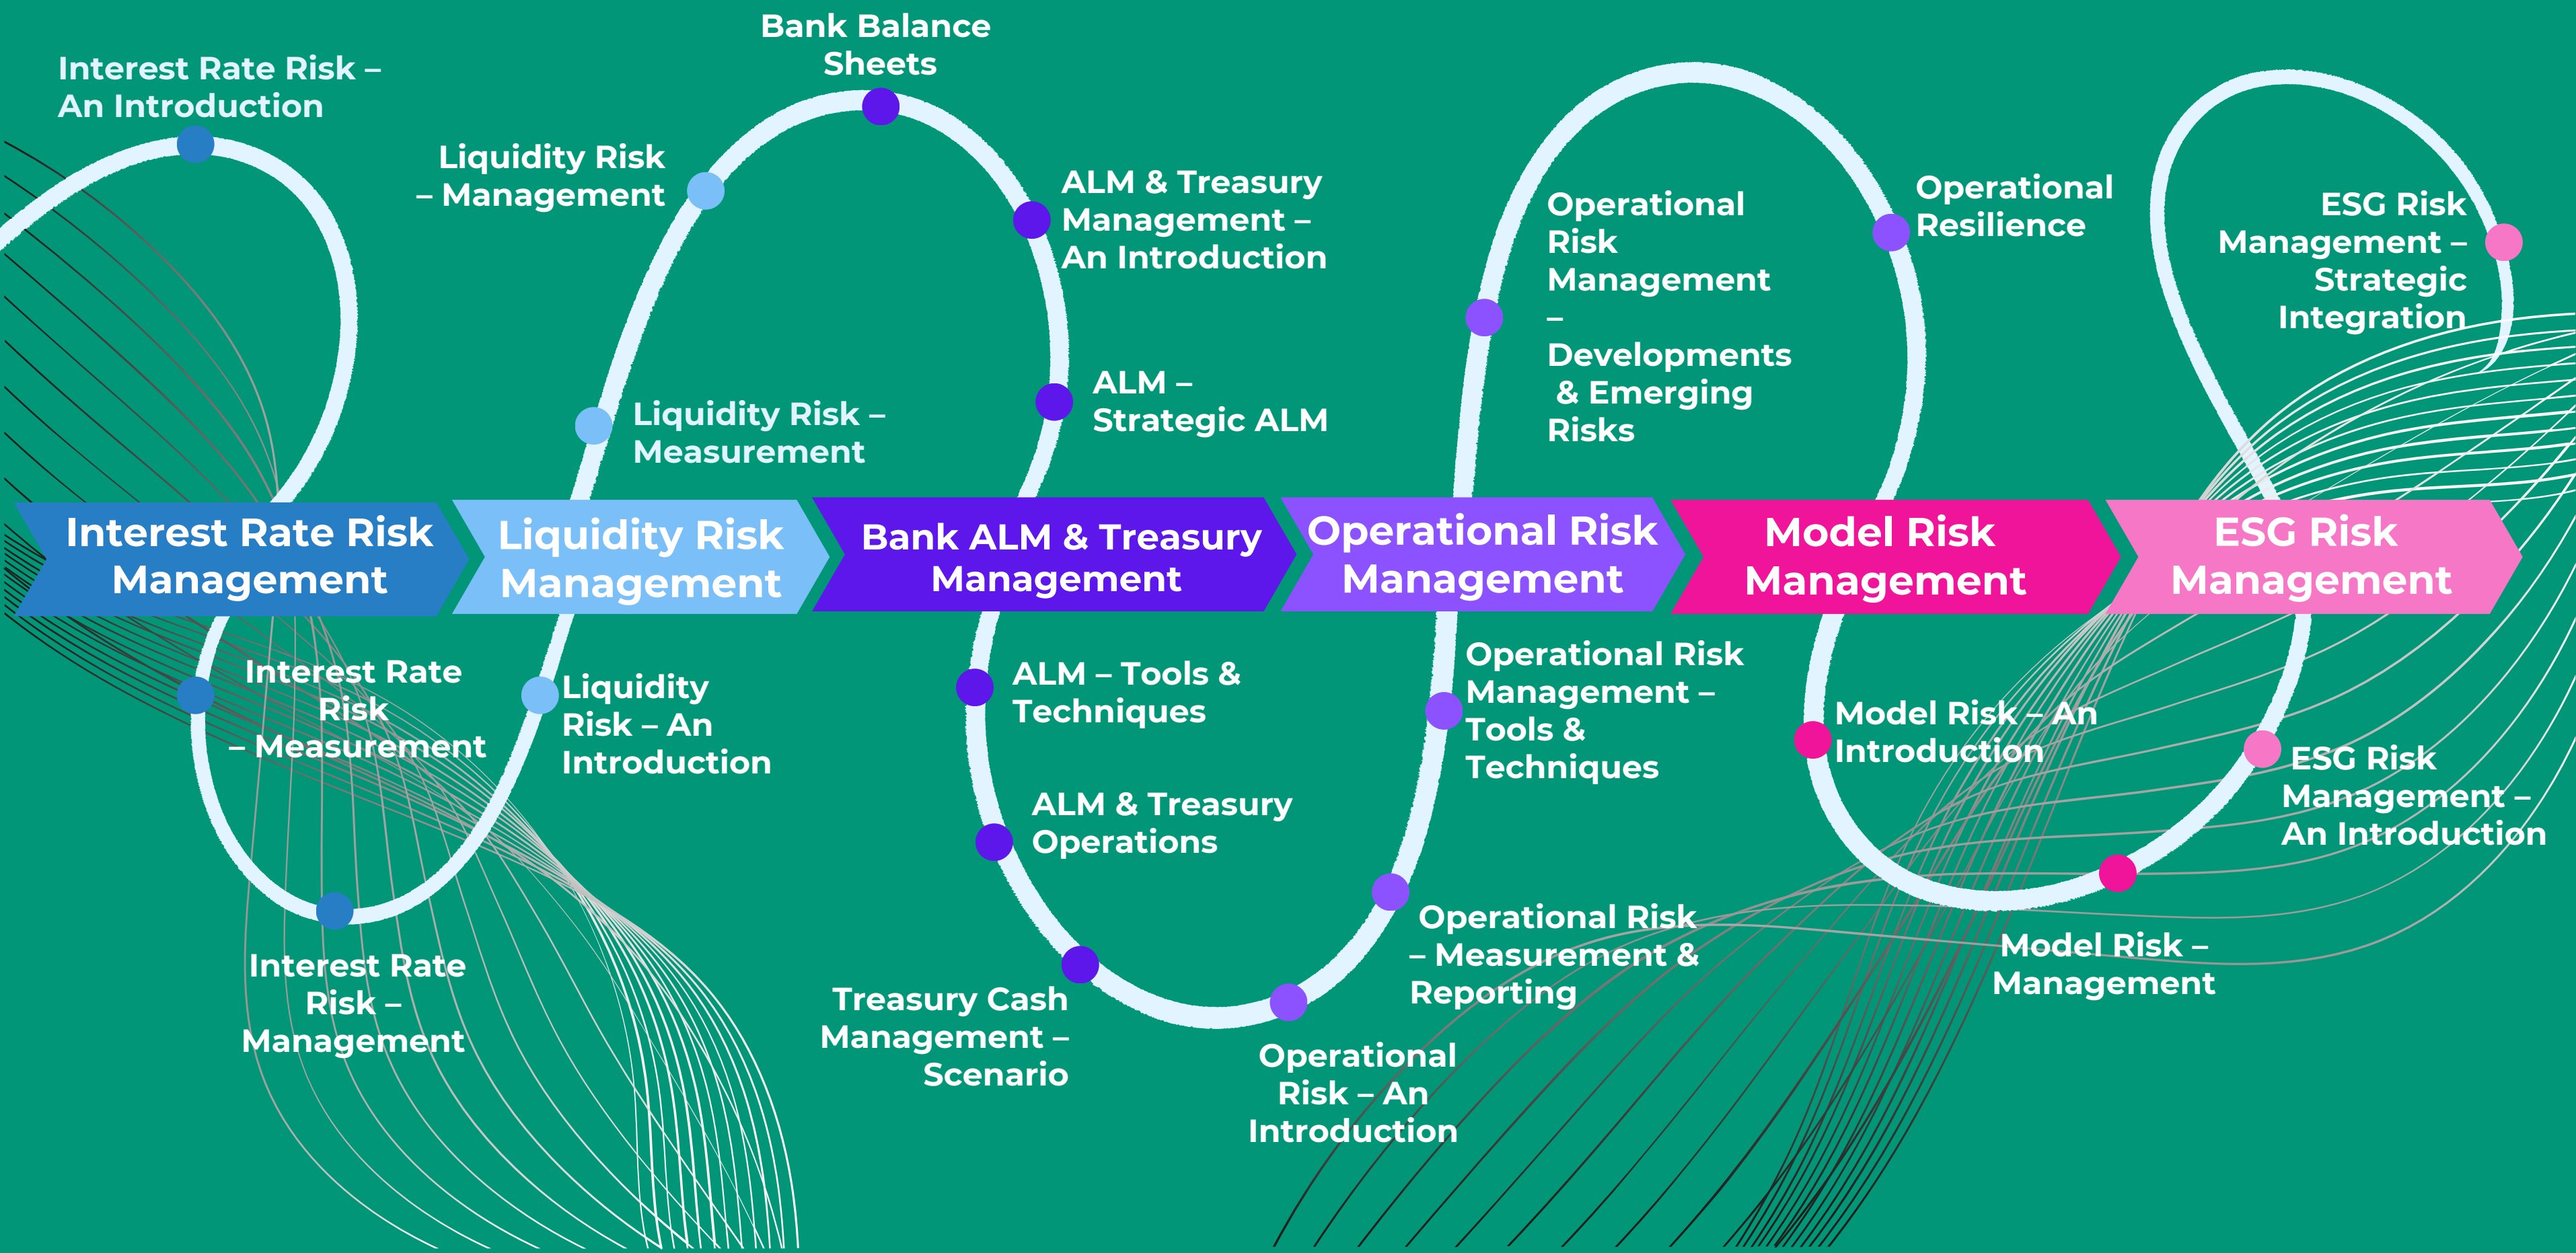 Interest Rate Risk –
An Introduction
Liquidity Risk
– Management
Bank Balance
Sheets
ALM & Treasury
Management –
An Introduction
Liquidity Risk –
Measurement
ALM –
Strategic ALM
Operational
Risk
Management
–
Developments
& Emerging
Risks
Operational
Resilience
ESG Risk
Management –
Strategic
Integration
Interest Rate Risk
Management
Liquidity Risk
Management
Bank ALM & Treasury
Management
Operational Risk
Management
Model Risk
Management
ESG Risk
Management
Interest Rate
Risk
– Measurement
Liquidity
Risk – An
Introduction
ALM – Tools &
Techniques
Operational Risk
Management –
Tools &
Techniques
Model Risk – An
Introduction
ESG Risk
Management –
An Introduction
ALM & Treasury
Operations
Interest Rate
Risk –
Management
Treasury Cash
Management –
Scenario
Operational Risk
– Measurement &
Reporting
Model Risk –
Management
Operational
Risk – An
Introduction